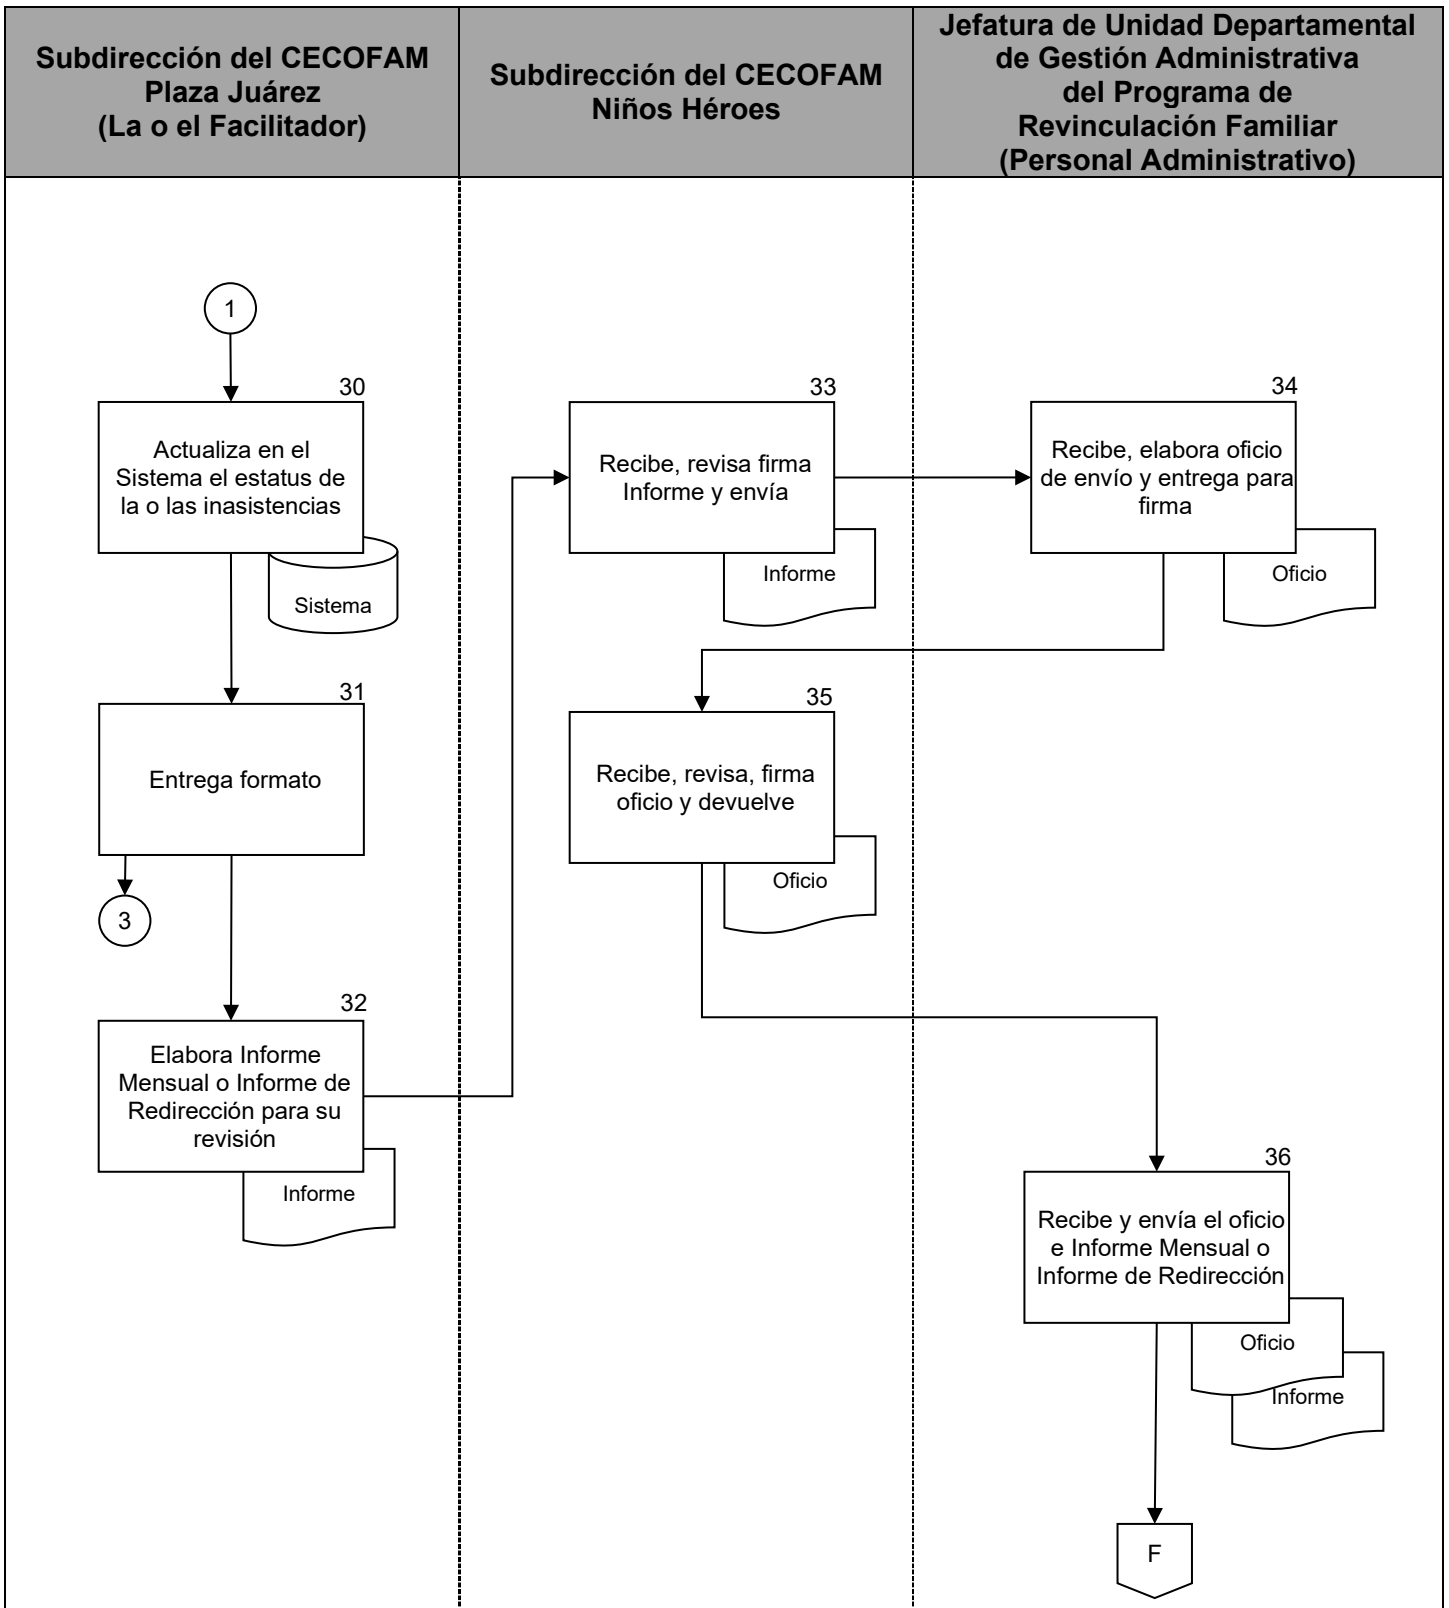 Subdirección del CECOFAM
Plaza Juárez
(La o el Facilitador)
Subdirección del CECOFAM
Niños Héroes
Jefatura de Unidad Departamental
de Gestión Administrativa
del Programa de
Revinculación Familiar
(Personal Administrativo)
1
30
Actualiza en el
Sistema el estatus de
la o las inasistencias
Sistema
31
Entrega formato
3
32
Elabora Informe
Mensual o Informe de
Redirección para su
revisión
Informe
33
Recibe, revisa firma
Informe y envía
Informe
34
Recibe, elabora oficio
de envío y entrega para
firma
Oficio
35
Recibe, revisa, firma
oficio y devuelve
Oficio
36
Recibe y envía el oficio
e Informe Mensual o
Informe de Redirección
Oficio
Informe
F